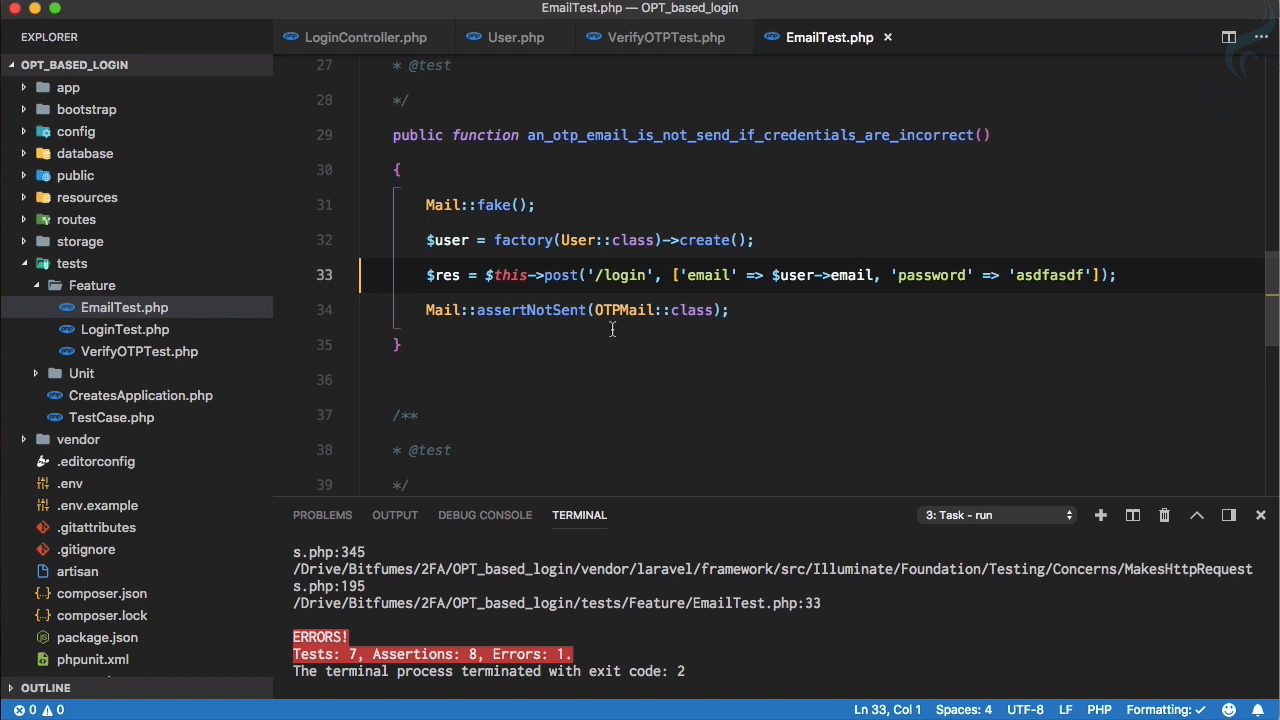 EmailTest.php — OPT_based_login
EXPLORER
LoginController.php
User.php
VerifyOTPTest.php
EmailTest.php
OPT_BASED_LOGIN
app
bootstrap
config
database
public
resources
routes
storage
tests
Feature
EmailTest.php
LoginTest.php
VerifyOTPTest.php
Unit
CreatesApplication.php
TestCase.php
vendor
.editorconfig
.env
.env.example
.gitattributes
.gitignore
artisan
composer.json
composer.lock
package.json
phpunit.xml
OUTLINE
27 * @test
28 */
29 public function an_otp_email_is_not_send_if_credentials_are_incorrect()
30 {
31 Mail::fake();
32 $user = factory(User::class)->create();
33 $res = $this->post('/login', ['email' => $user->email, 'password' => 'asdfasdf']);
34 Mail::assertNotSent(OTPMail::class);
35 }
36
37 /**
38 * @test
39 */
PROBLEMS OUTPUT DEBUG CONSOLE TERMINAL 3: Task - run
s.php:345
/Drive/Bitfumes/2FA/OPT_based_login/vendor/laravel/framework/src/Illuminate/Foundation/Testing/Concerns/MakesHttpRequest
s.php:195
/Drive/Bitfumes/2FA/OPT_based_login/tests/Feature/EmailTest.php:33
ERRORS!
Tests: 7, Assertions: 8, Errors: 1.
The terminal process terminated with exit code: 2
0 0 Ln 33, Col 1 Spaces: 4 UTF-8 LF PHP Formatting: ✓